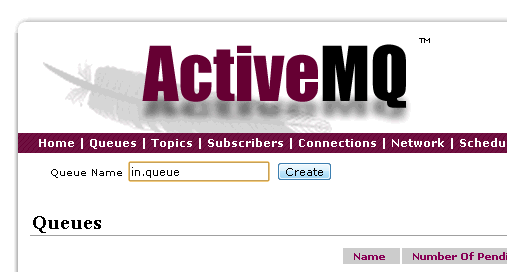 ActiveMQ™
Home | Queues | Topics | Subscribers | Connections | Network | Schedu
Queue Name in.queue Create
Queues
Name Number Of Pendi